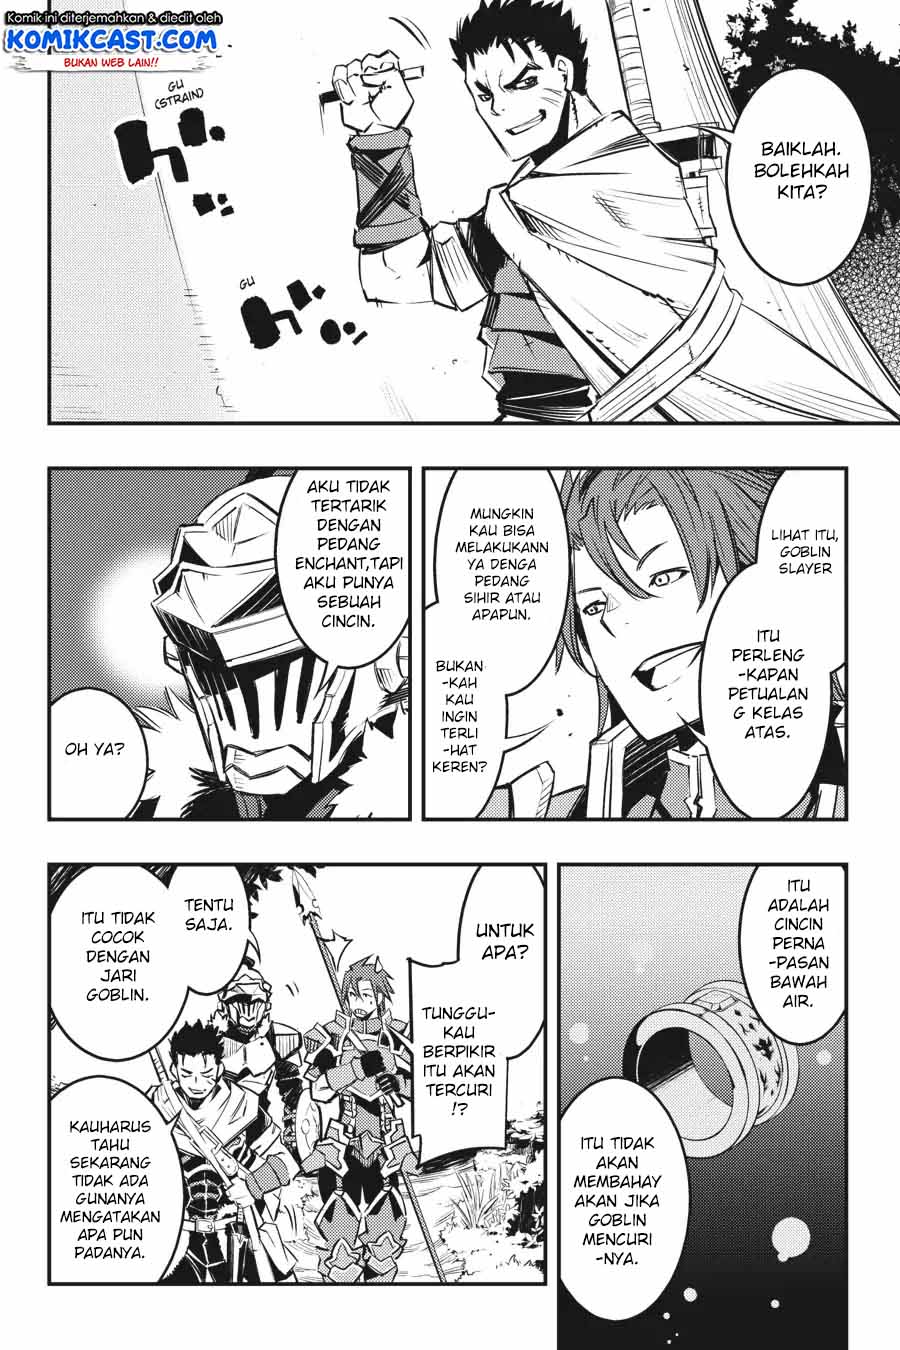 Komik ini diterjemahkan & diedit oleh
KOMIKCAST.COM
BUKAN WEB LAIN!!
GU
(STRAIN)
グッ
GU
グッ
BAIKLAH.
BOLEHKAH
KITA?
LIHAT ITU,
GOBLIN
SLAYER
ITU
PERLENG
-KAPAN
PETUALAN
G KELAS
ATAS.
MUNGKIN
KAU BISA
MELAKUKANN
YA DENGA
PEDANG
SIHIR ATAU
APAPUN.
BUKAN
-KAH
KAU
INGIN
TERLI
-HAT
KEREN?
AKU TIDAK
TERTARIK
DENGAN
PEDANG
ENCHANT,TAPI
AKU PUNYA
SEBUAH
CINCIN.
OH YA?
ITU
ADALAH
CINCIN
PERNA
-PASAN
BAWAH
AIR.
ITU TIDAK
AKAN
MEMBAHAY
AKAN JIKA
GOBLIN
MENCURI
-NYA.
UNTUK
APA?
TUNGGU-
KAU
BERPIKIR
ITU AKAN
TERCURI
!?
TENTU
SAJA.
ITU TIDAK
COCOK
DENGAN
JARI
GOBLIN.
KAUHARUS
TAHU
SEKARANG
TIDAK ADA
GUNANYA
MENGATAKAN
APA PUN
PADANYA.